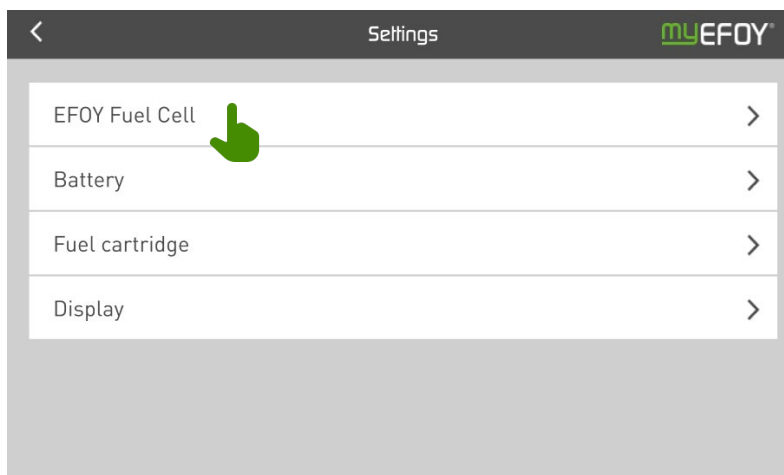 Settings
myEFOY®
EFOY Fuel Cell
Battery
Fuel cartridge
Display